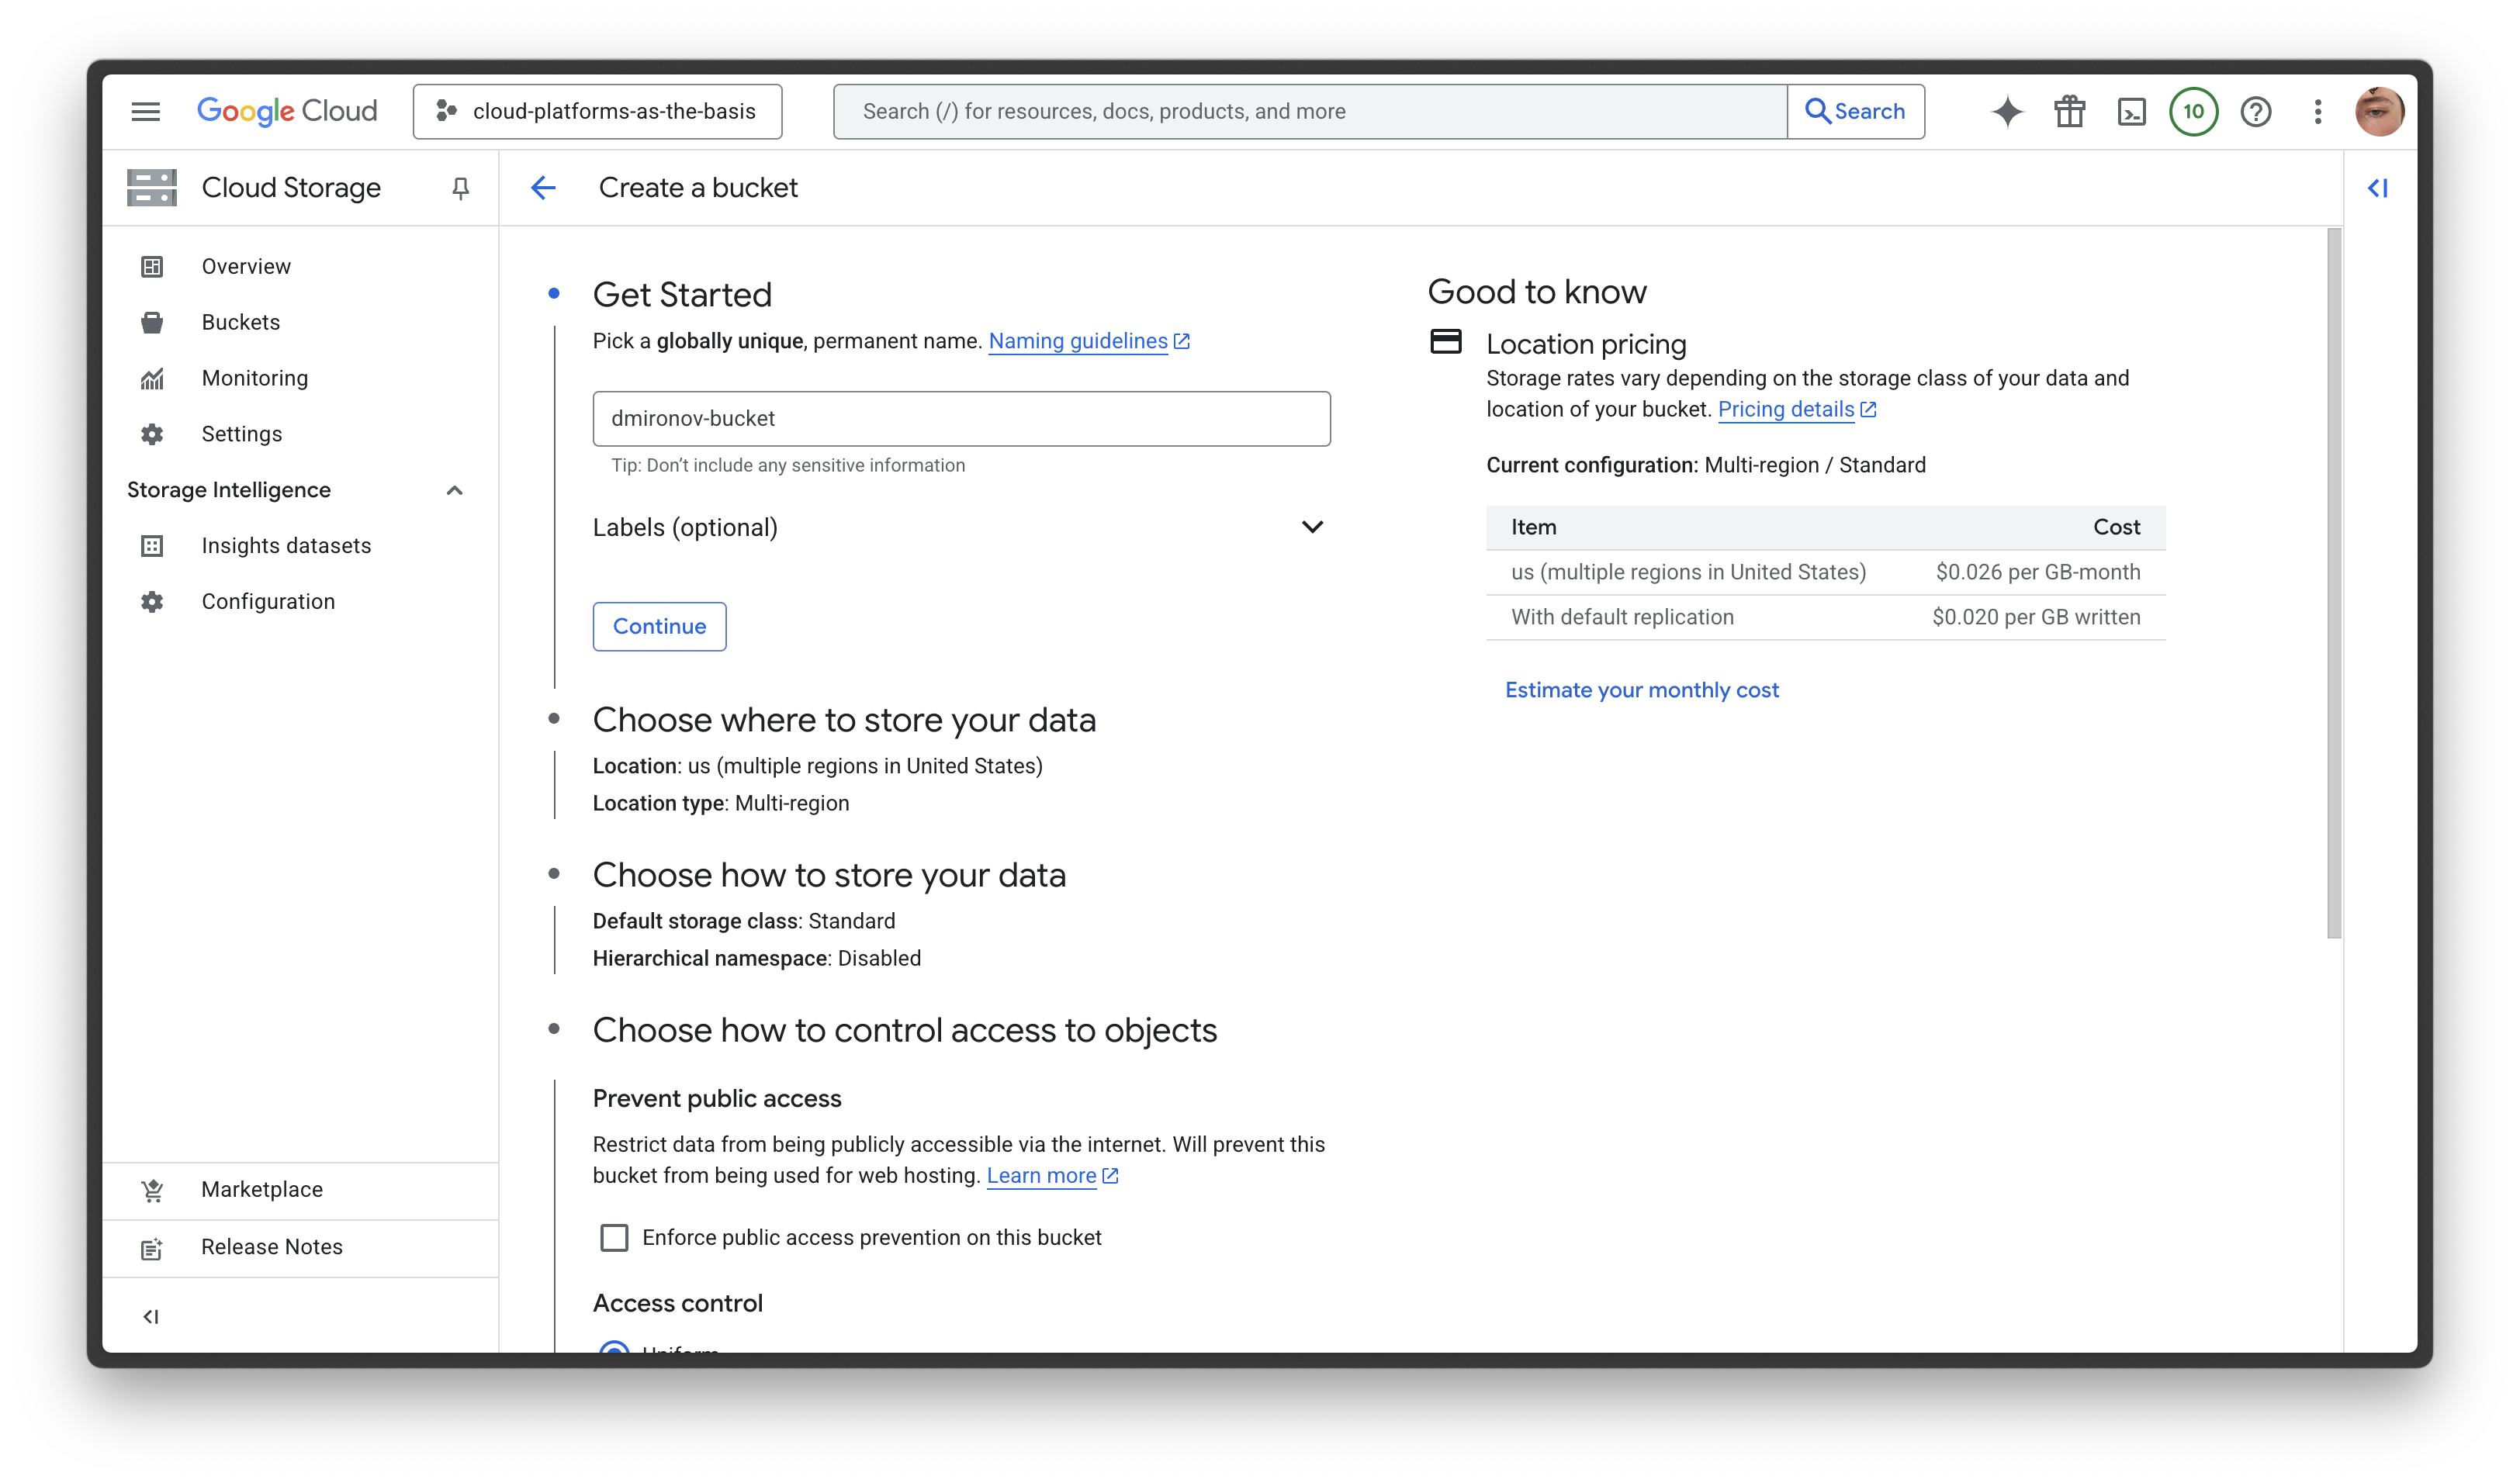 Google Cloud
cloud-platforms-as-the-basis
Search (/) for resources, docs, products, and more
Search
10
Cloud Storage
Create a bucket
Overview
Buckets
Monitoring
Settings
Storage Intelligence
Insights datasets
Configuration
Marketplace
Release Notes
Get Started
Pick a globally unique, permanent name. Naming guidelines
dmironov-bucket
Tip: Don't include any sensitive information
Labels (optional)
Continue
Choose where to store your data
Location: us (multiple regions in United States)
Location type: Multi-region
Choose how to store your data
Default storage class: Standard
Hierarchical namespace: Disabled
Choose how to control access to objects
Prevent public access
Restrict data from being publicly accessible via the internet. Will prevent this
bucket from being used for web hosting. Learn more
Enforce public access prevention on this bucket
Access control
Uniform
Good to know
Location pricing
Storage rates vary depending on the storage class of your data and
location of your bucket. Pricing details
Current configuration: Multi-region / Standard
Item Cost
us (multiple regions in United States) $0.026 per GB-month
With default replication $0.020 per GB written
Estimate your monthly cost